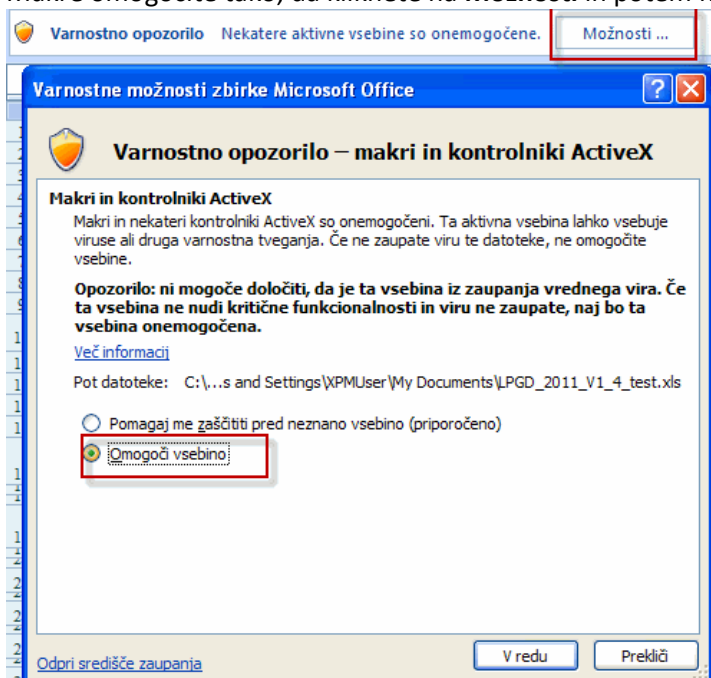 Varnostno opozorilo Nekatere aktivne vsebine so onemogočene. Možnosti ...
Varnostne možnosti zbirke Microsoft Office
Varnostno opozorilo – makri in kontrolniki ActiveX
Makri in kontrolniki ActiveX
Makri in nekateri kontrolniki ActiveX so onemogočeni. Ta aktivna vsebina lahko vsebuje
viruse ali druga varnostna tveganja. Če ne zaupate viru te datoteke, ne omogočite
vsebine.
Opozorilo: ni mogoče določiti, da je ta vsebina iz zaupanja vrednega vira. Če
ta vsebina ne nudi kritične funkcionalnosti in viru ne zaupate, naj bo ta
vsebina onemogočena.
Več informacij
Pot datoteke: C:\...s and Settings\XPMUser\My Documents\LPGD_2011_V1_4_test.xls
Pomagaj me zaščititi pred neznano vsebino (priporočeno)
Omogoči vsebino
Odpri središče zaupanja V redu Prekliči